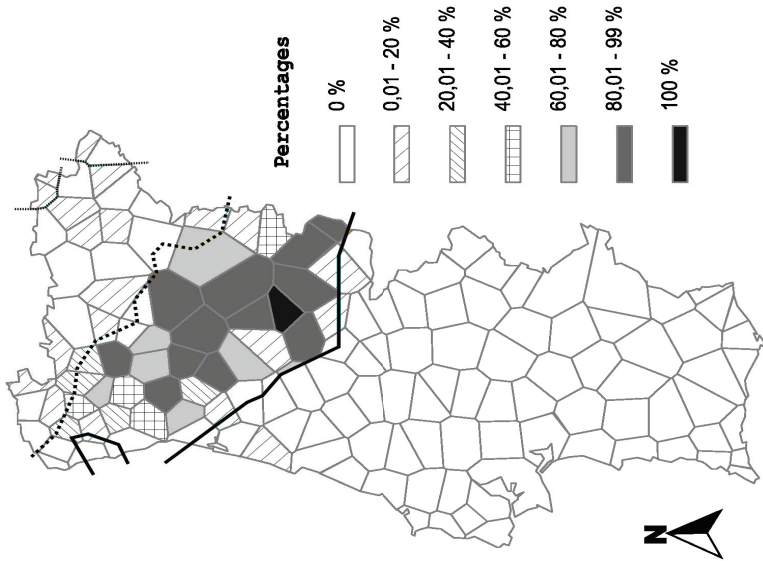 Percentages
0 %
0,01 - 20 %
20,01 - 40 %
40,01 - 60 %
60,01 - 80 %
80,01 - 99 %
100 %
N